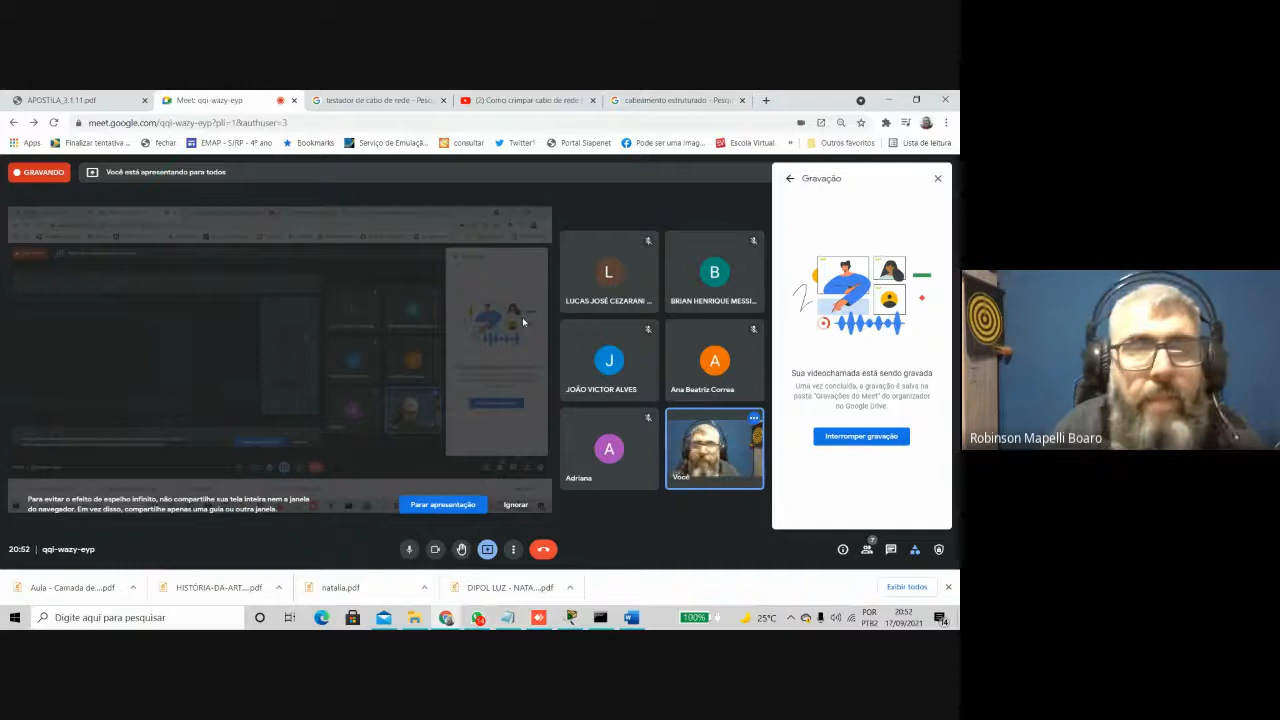 APOSTILA_3.1.11.pdf
Meet: qqi-wazy-eyp
testador de cabo de rede - Pesq
(2) Como crimpar cabo de rede
cabeamento estruturado - Pesqu
meet.google.com/qqi-wazy-eyp?pli=1&authuser=3
Apps
Finalizar tentativa ...
fechar
EMAP - SJRP - 4º ano
Bookmarks
Serviço de Emulaçã...
consultar
Twitter1
Portal Siapenet
Pode ser uma imag...
Escola Virtual
»
Outros favoritos
Lista de leitura
GRAVANDO
Você está apresentando para todos
Gravação
L
LUCAS JOSÉ CEZARANI ...
B
BRIAN HENRIQUE MESSI...
J
JOÃO VICTOR ALVES
A
Ana Beatriz Correa
A
Adriana
Você
Sua videochamada está sendo gravada
Uma vez concluída, a gravação é salva na
pasta "Gravações do Meet" do organizador
no Google Drive.
Interromper gravação
Para evitar o efeito de espelho infinito, não compartilhe sua tela inteira nem a janela
do navegador. Em vez disso, compartilhe apenas uma guia ou outra janela.
Parar apresentação
Ignorar
20:52 | qqi-wazy-eyp
7
Aula - Camada de....pdf
HISTÓRIA-DA-ART....pdf
natalia.pdf
DIPOL LUZ - NATA....pdf
Exibir todos
Digite aqui para pesquisar
14
100%
25°C
POR
PTB2
20:52
17/09/2021
14
Robinson Mapelli Boaro